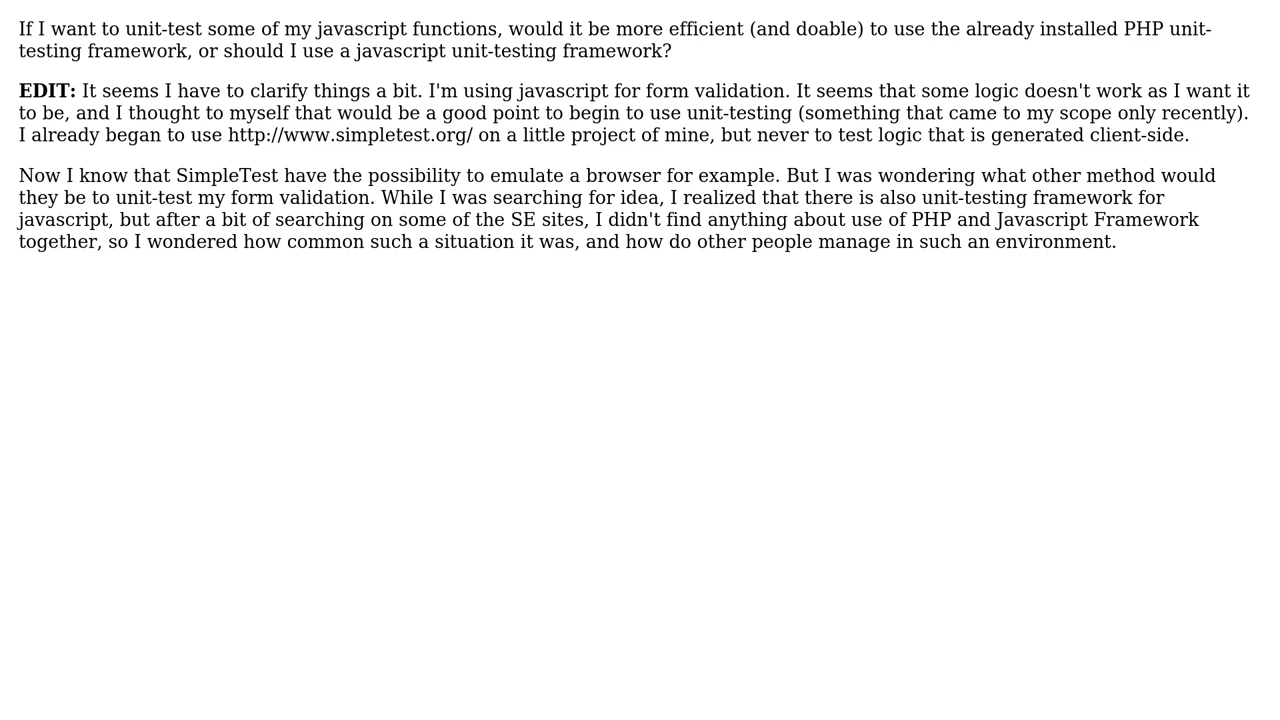 If I want to unit-test some of my javascript functions, would it be more efficient (and doable) to use the already installed PHP unit-
testing framework, or should I use a javascript unit-testing framework?
EDIT: It seems I have to clarify things a bit. I'm using javascript for form validation. It seems that some logic doesn't work as I want it
to be, and I thought to myself that would be a good point to begin to use unit-testing (something that came to my scope only recently).
I already began to use http://www.simpletest.org/ on a little project of mine, but never to test logic that is generated client-side.
Now I know that SimpleTest have the possibility to emulate a browser for example. But I was wondering what other method would
they be to unit-test my form validation. While I was searching for idea, I realized that there is also unit-testing framework for
javascript, but after a bit of searching on some of the SE sites, I didn't find anything about use of PHP and Javascript Framework
together, so I wondered how common such a situation it was, and how do other people manage in such an environment.